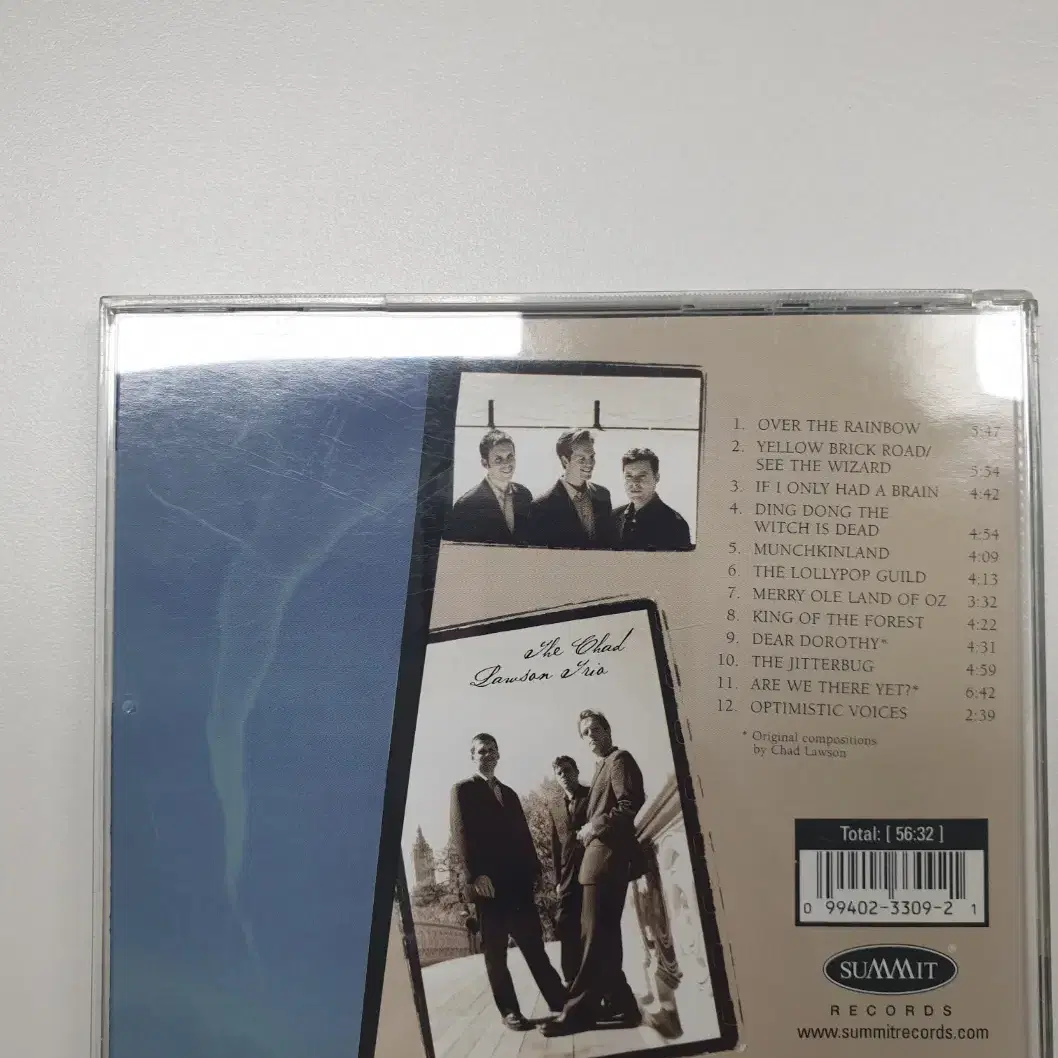 The Chad
Lawson Trio
1. OVER THE RAINBOW 5:47
2. YELLOW BRICK ROAD/
SEE THE WIZARD 5:54
3. IF I ONLY HAD A BRAIN 4:42
4. DING DONG THE
WITCH IS DEAD 4:54
5. MUNCHKINLAND 4:09
6. THE LOLLYPOP GUILD 4:13
7. MERRY OLE LAND OF OZ 3:32
8. KING OF THE FOREST 4:22
9. DEAR DOROTHY* 4:31
10. THE JITTERBUG 4:59
11. ARE WE THERE YET?* 6:42
12. OPTIMISTIC VOICES 2:39
* Original compositions
by Chad Lawson
Total: [ 56:32 ]
0 99402-3309-2 1
SUMMIT
RECORDS
www.summitrecords.com